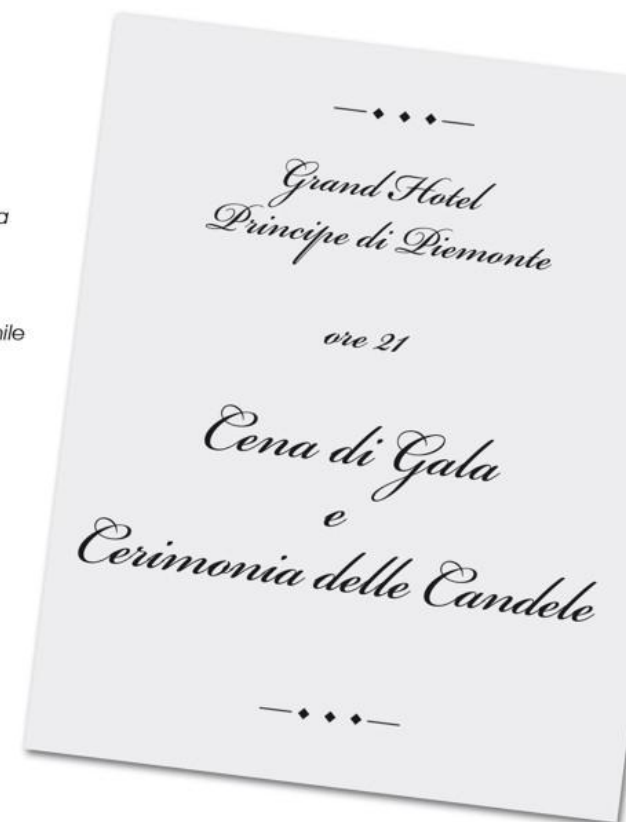 Grand Hotel
Principe di Piemonte
ore 21
Cena di Gala
e
Cerimonia delle Candele